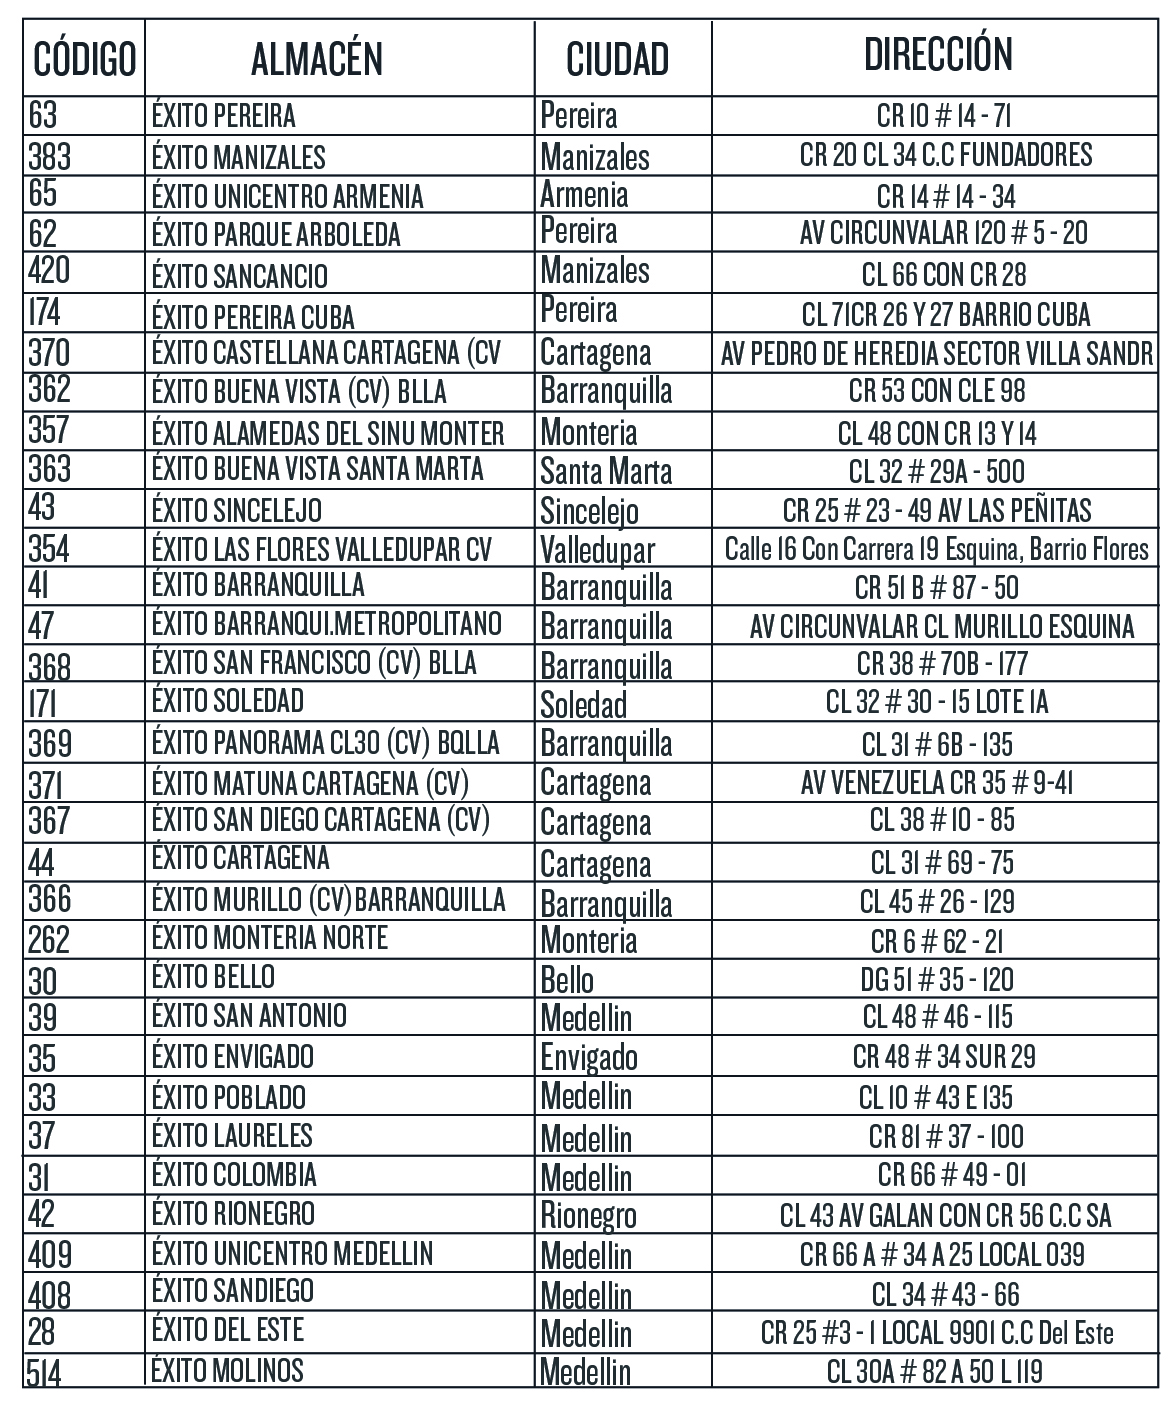 CÓDIGO ALMACÉN CIUDAD DIRECCIÓN
63 ÉXITO PEREIRA Pereira CR 10 # 14 - 71
383 ÉXITO MANIZALES Manizales CR 20 CL 34 C.C FUNDADORES
65 ÉXITO UNICENTRO ARMENIA Armenia CR 14 # 14 - 34
62 ÉXITO PARQUE ARBOLEDA Pereira AV CIRCUNVALAR 120 # 5 - 20
420 ÉXITO SANCANCIO Manizales CL 66 CON CR 28
174 ÉXITO PEREIRA CUBA Pereira CL 71CR 26 Y 27 BARRIO CUBA
370 ÉXITO CASTELLANA CARTAGENA (CV Cartagena AV PEDRO DE HEREDIA SECTOR VILLA SANDR
362 ÉXITO BUENA VISTA (CV) BLLA Barranquilla CR 53 CON CLE 98
357 ÉXITO ALAMEDAS DEL SINU MONTER Monteria CL 48 CON CR 13 Y 14
363 ÉXITO BUENA VISTA SANTA MARTA Santa Marta CL 32 # 29A - 500
43 ÉXITO SINCELEJO Sincelejo CR 25 # 23 - 49 AV LAS PEÑITAS
354 ÉXITO LAS FLORES VALLEDUPAR CV Valledupar Calle 16 Con Carrera 19 Esquina, Barrio Flores
41 ÉXITO BARRANQUILLA Barranquilla CR 51 B # 87 - 50
47 ÉXITO BARRANQUI.METROPOLITANO Barranquilla AV CIRCUNVALAR CL MURILLO ESQUINA
368 ÉXITO SAN FRANCISCO (CV) BLLA Barranquilla CR 38 # 70B - 177
171 ÉXITO SOLEDAD Soledad CL 32 # 30 - 15 LOTE 1A
369 ÉXITO PANORAMA CL30 (CV) BQLLA Barranquilla CL 31 # 6B - 135
371 ÉXITO MATUNA CARTAGENA (CV) Cartagena AV VENEZUELA CR 35 # 9-41
367 ÉXITO SAN DIEGO CARTAGENA (CV) Cartagena CL 38 # 10 - 85
44 ÉXITO CARTAGENA Cartagena CL 31 # 69 - 75
366 ÉXITO MURILLO (CV)BARRANQUILLA Barranquilla CL 45 # 26 - 129
262 ÉXITO MONTERIA NORTE Monteria CR 6 # 62 - 21
30 ÉXITO BELLO Bello DG 51 # 35 - 120
39 ÉXITO SAN ANTONIO Medellin CL 48 # 46 - 115
35 ÉXITO ENVIGADO Envigado CR 48 # 34 SUR 29
33 ÉXITO POBLADO Medellin CL 10 # 43 E 135
37 ÉXITO LAURELES Medellin CR 81 # 37 - 100
31 ÉXITO COLOMBIA Medellin CR 66 # 49 - 01
42 ÉXITO RIONEGRO Rionegro CL 43 AV GALAN CON CR 56 C.C SA
409 ÉXITO UNICENTRO MEDELLIN Medellin CR 66 A # 34 A 25 LOCAL 039
408 ÉXITO SANDIEGO Medellin CL 34 # 43 - 66
28 ÉXITO DEL ESTE Medellin CR 25 #3 - 1 LOCAL 9901 C.C Del Este
514 ÉXITO MOLINOS Medellin CL 30A # 82 A 50 L 119